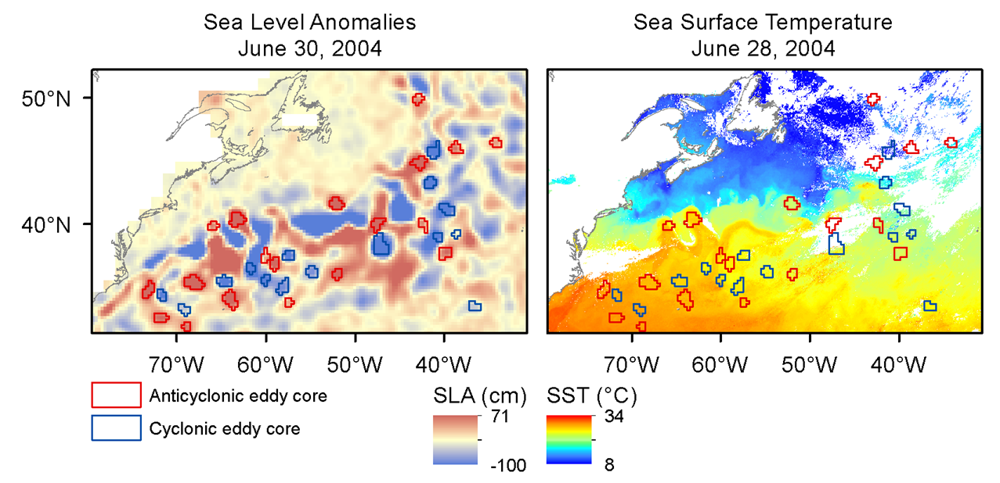 Sea Level Anomalies
June 30, 2004
Sea Surface Temperature
June 28, 2004
50°N
40°N
70°W 60°W 50°W 40°W
70°W 60°W 50°W 40°W
Anticyclonic eddy core
Cyclonic eddy core
SLA (cm)
71
-100
SST (°C)
34
8